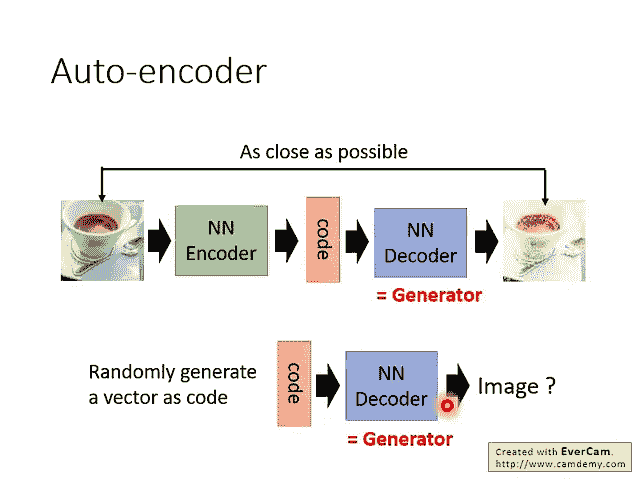 Auto-encoder
As close as possible
NN
Encoder
code
NN
Decoder
= Generator
Randomly generate
a vector as code
code
NN
Decoder
= Generator
Image ?
Created with EverCam.
http://www.camdemy.com